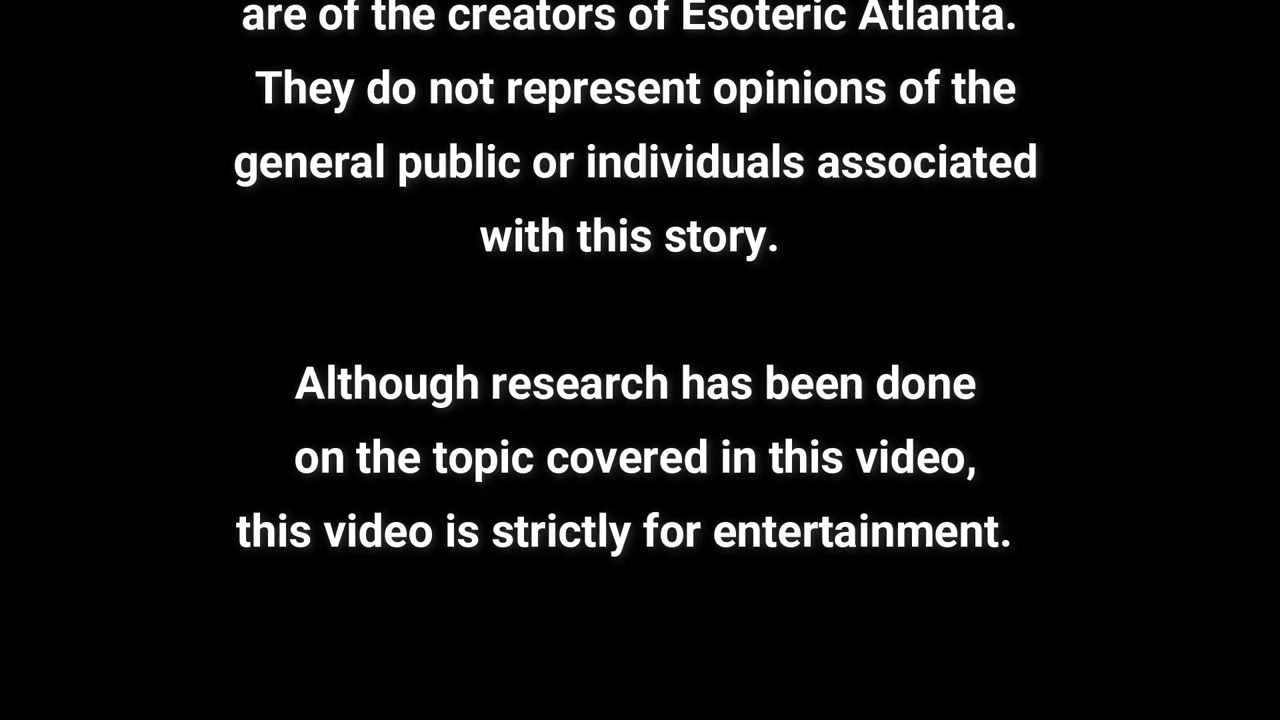 are of the creators of Esoteric Atlanta.
They do not represent opinions of the
general public or individuals associated
with this story.
Although research has been done
on the topic covered in this video,
this video is strictly for entertainment.